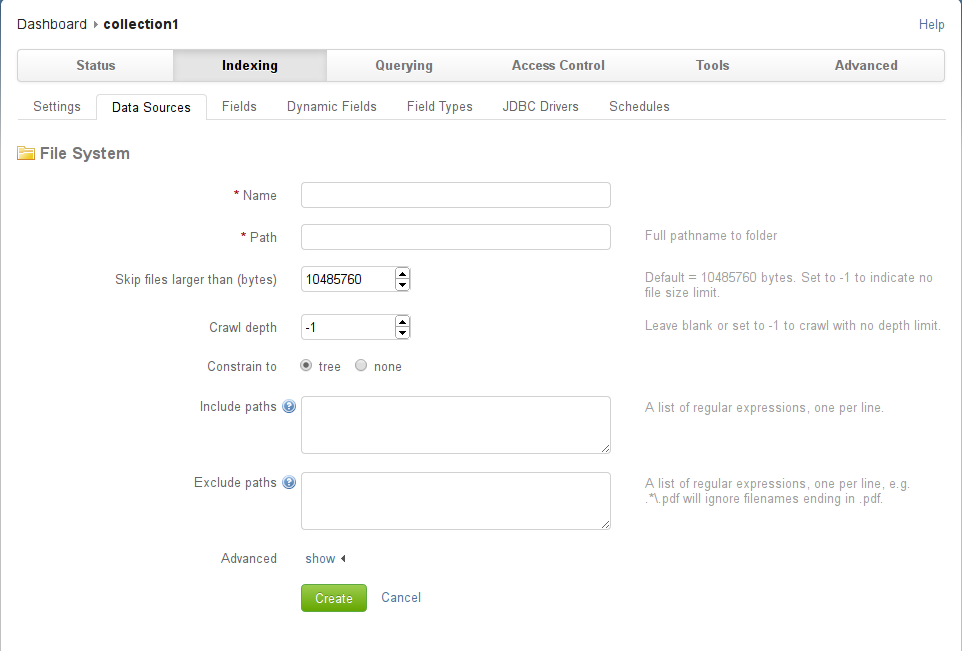 Dashboard collection1 Help
Status Indexing Querying Access Control Tools Advanced
Settings Data Sources Fields Dynamic Fields Field Types JDBC Drivers Schedules
File System
* Name
* Path Full pathname to folder
Skip files larger than (bytes) 10485760 Default = 10485760 bytes. Set to -1 to indicate no
file size limit.
Crawl depth -1 Leave blank or set to -1 to crawl with no depth limit.
Constrain to tree none
Include paths ? A list of regular expressions, one per line.
Exclude paths ? A list of regular expressions, one per line, e.g.
.*\.pdf will ignore filenames ending in .pdf.
Advanced show
Create Cancel